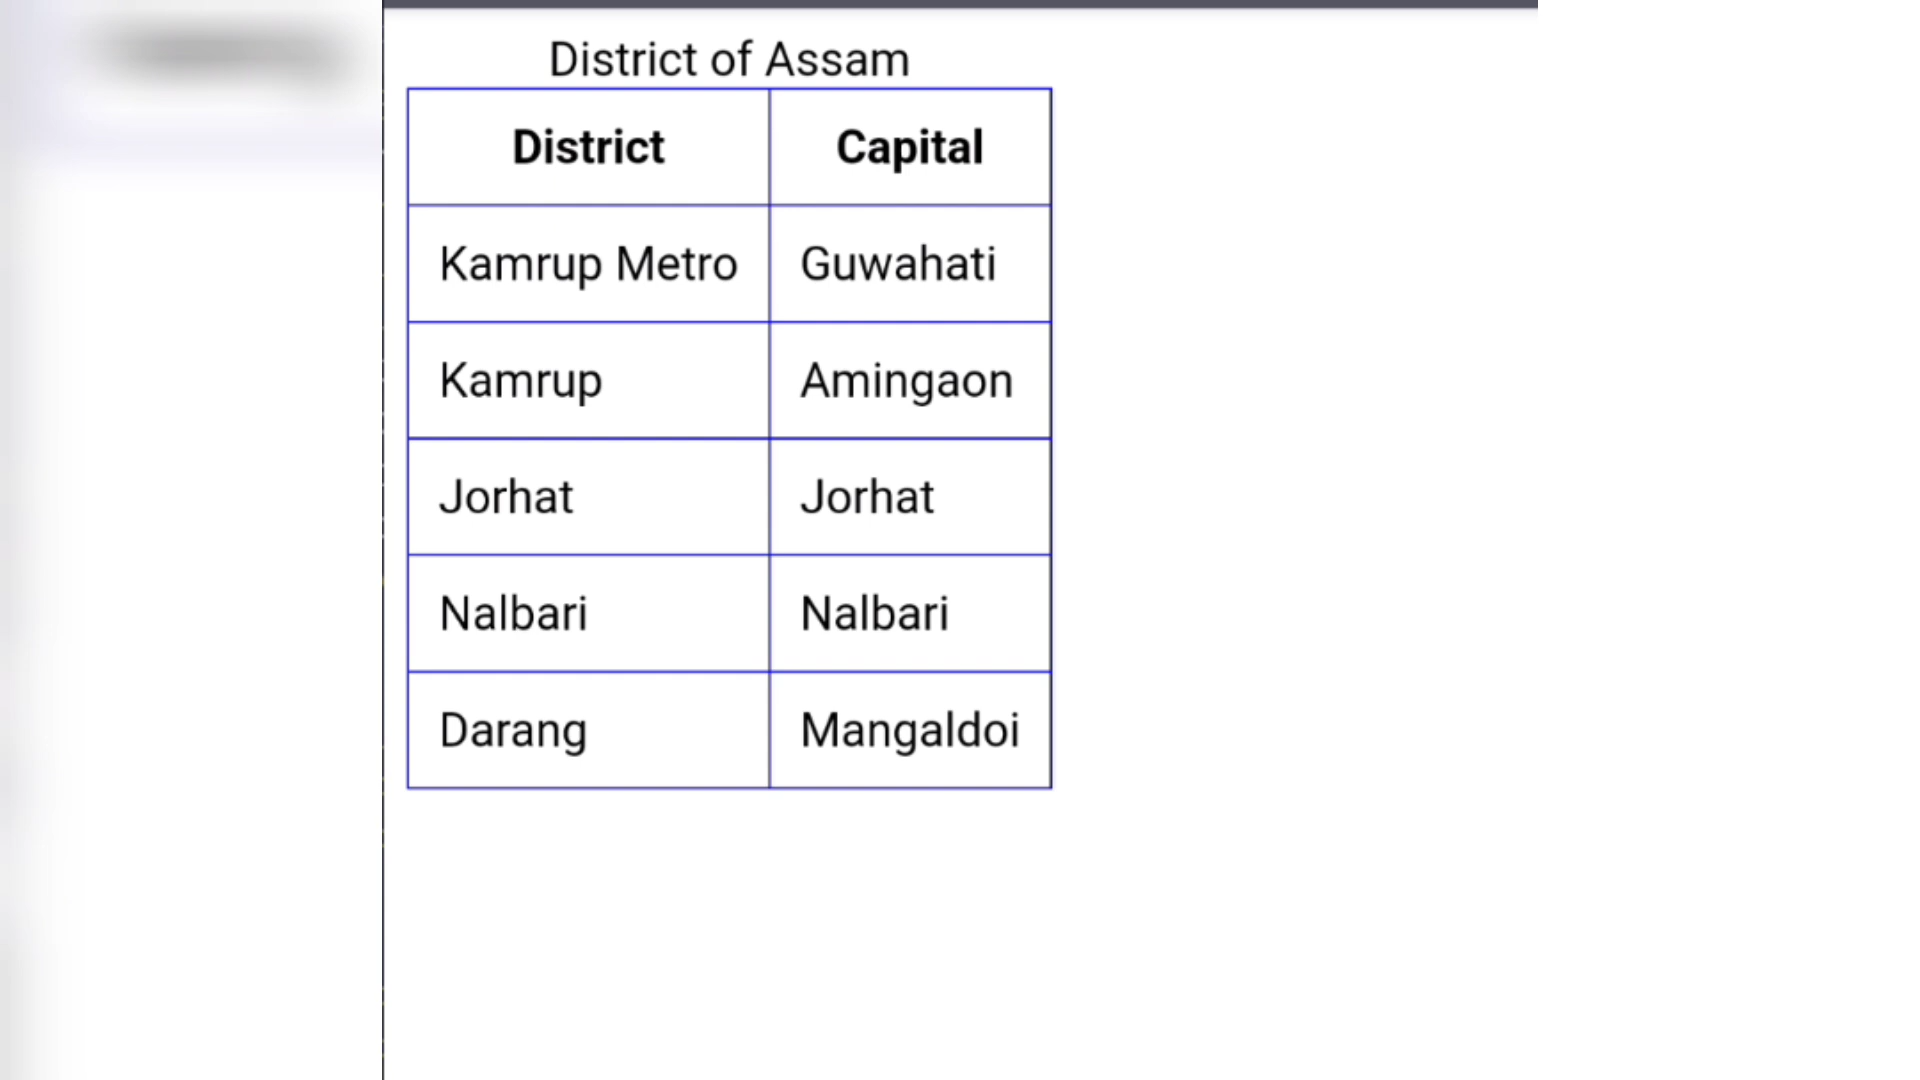 District of Assam
District Capital
Kamrup Metro Guwahati
Kamrup Amingaon
Jorhat Jorhat
Nalbari Nalbari
Darang Mangaldoi